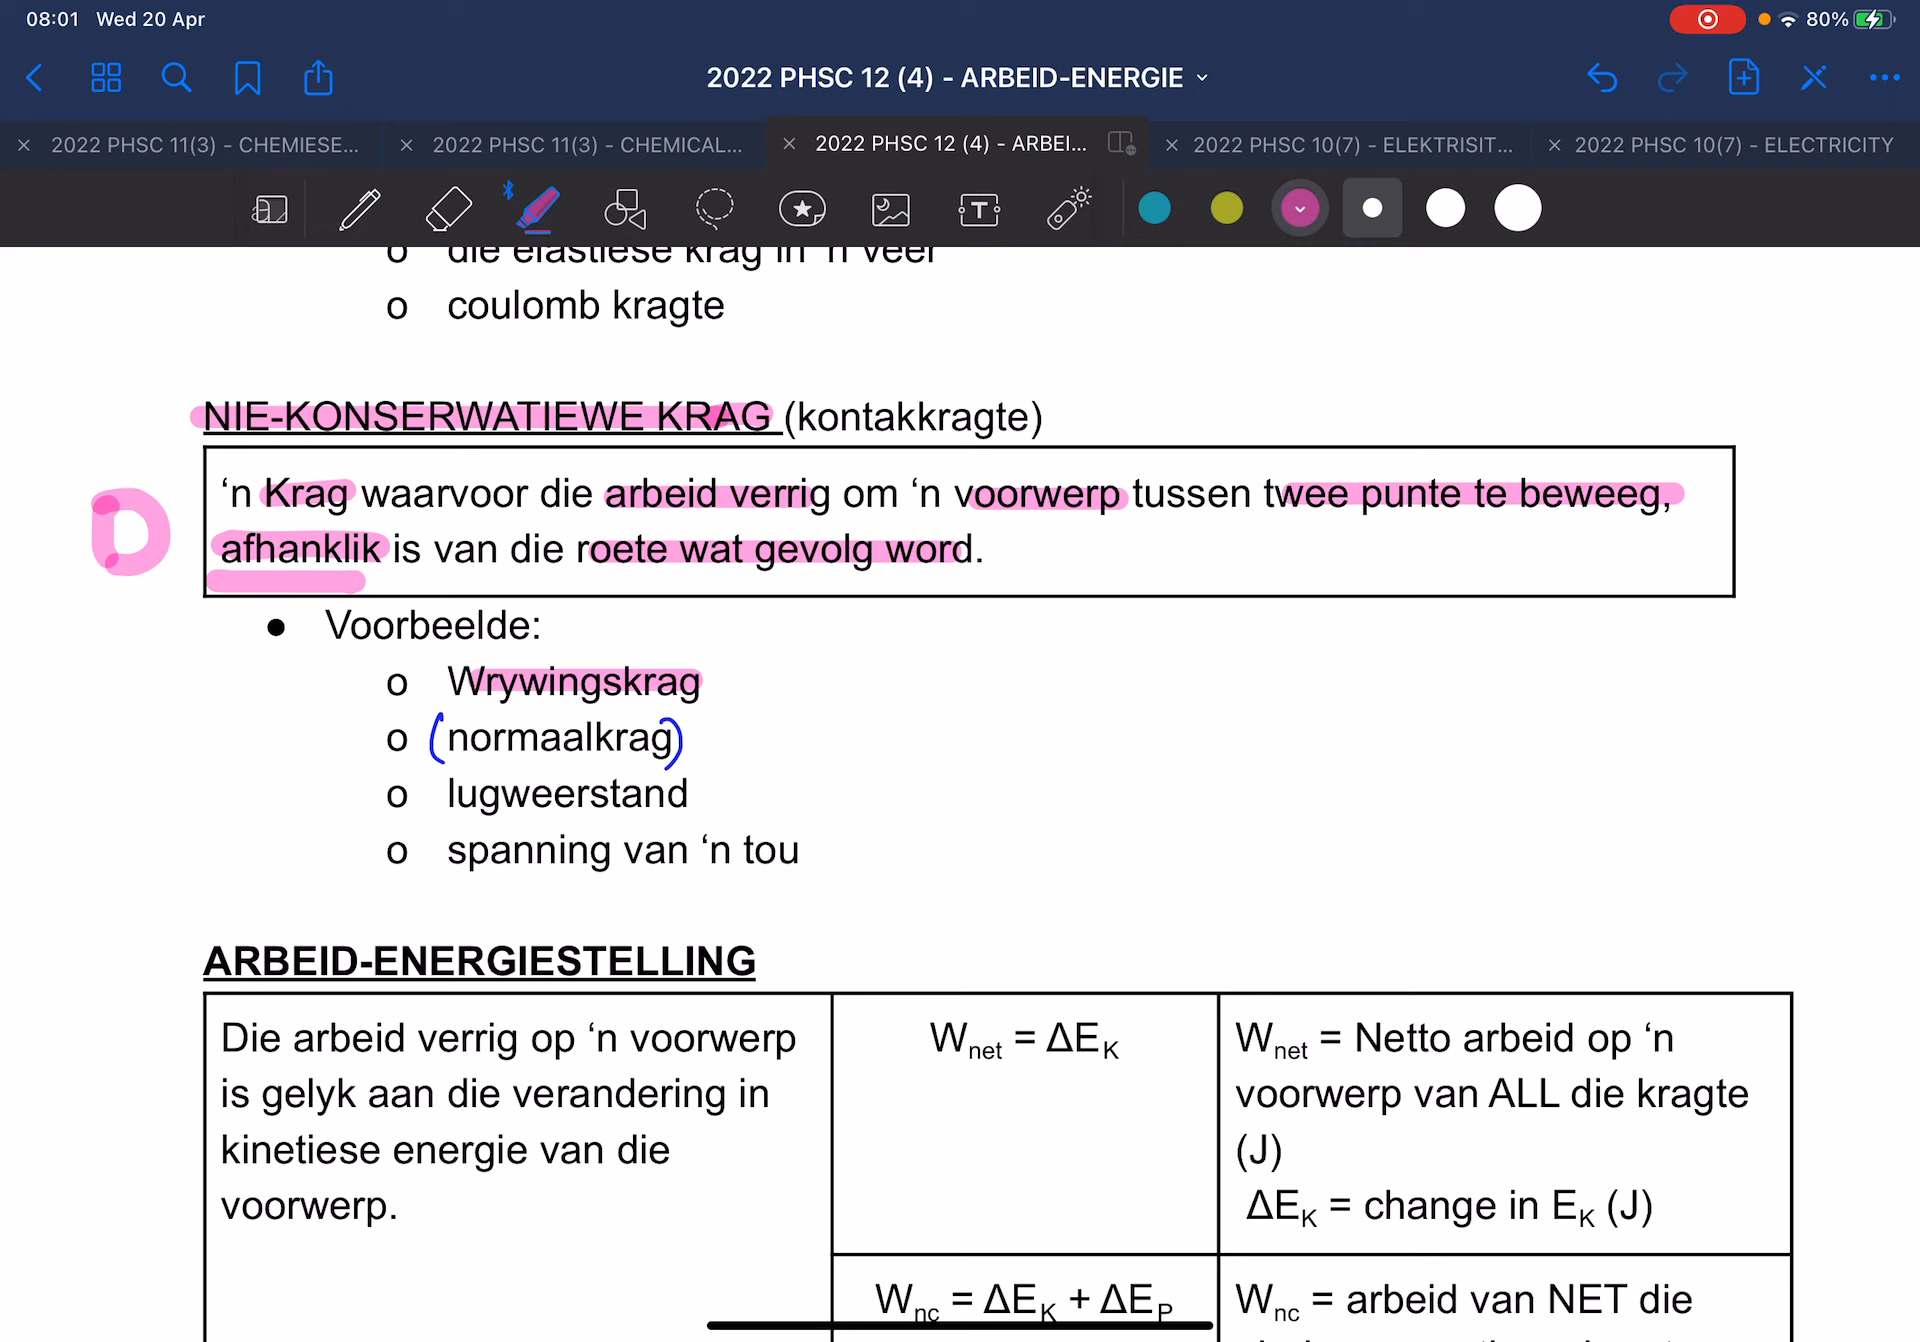 08:01 Wed 20 Apr
80%
2022 PHSC 12 (4) - ARBEID-ENERGIE
2022 PHSC 11(3) - CHEMIESE...
2022 PHSC 11(3) - CHEMICAL...
2022 PHSC 12 (4) - ARBEI...
2022 PHSC 10(7) - ELEKTRISIT...
2022 PHSC 10(7) - ELECTRICITY
o die elastiese krag in 'n veer
o coulomb kragte
NIE-KONSERWATIEWE KRAG (kontakkragte)
D
‘n Krag waarvoor die arbeid verrig om ‘n voorwerp tussen twee punte te beweeg,
afhanklik is van die roete wat gevolg word.
● Voorbeelde:
o Wrywingskrag
o (normaalkrag)
o lugweerstand
o spanning van ‘n tou
ARBEID-ENERGIESTELLING
Die arbeid verrig op ‘n voorwerp
is gelyk aan die verandering in
kinetiese energie van die
voorwerp.
Wnet = ΔEK
Wnet = Netto arbeid op ‘n
voorwerp van ALL die kragte
(J)
ΔEK = change in EK (J)
Wnc = ΔEK + ΔEP
Wnc = arbeid van NET die